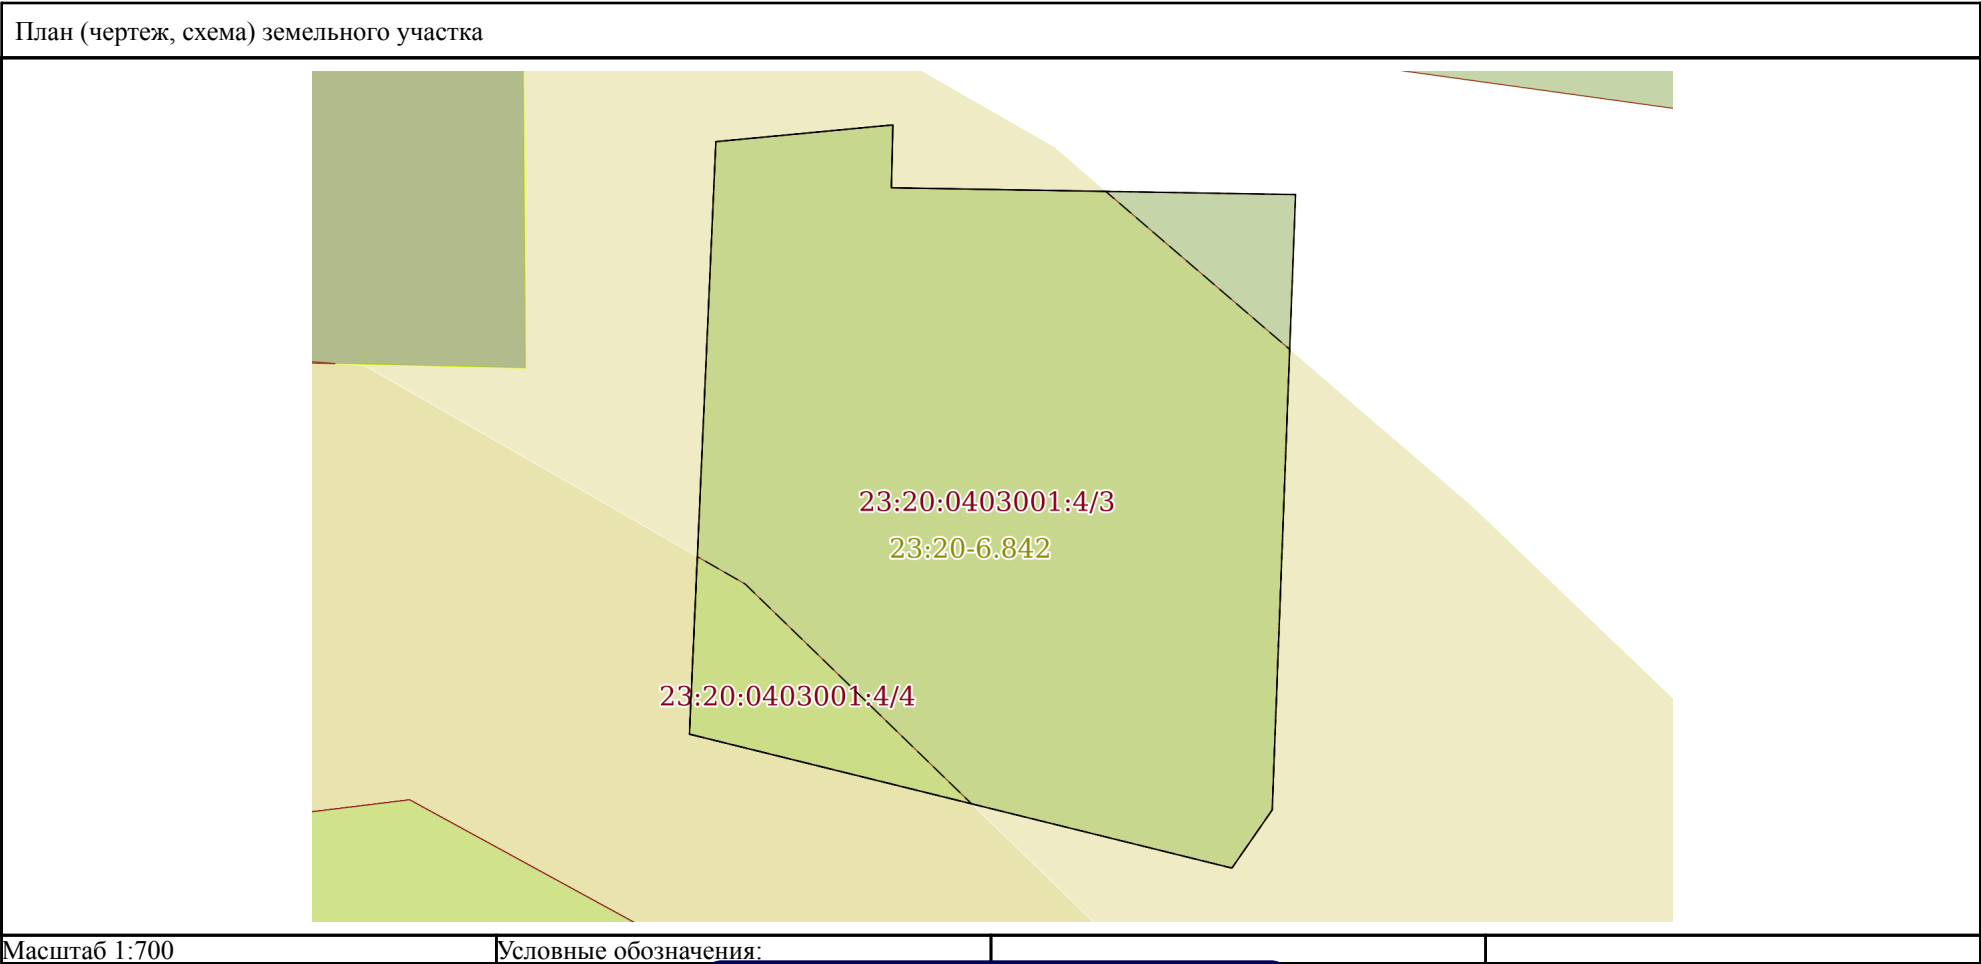 План (чертеж, схема) земельного участка
23:20:0403001:4/3
23:20-6.842
23:20:0403001:4/4
Масштаб 1:700
Условные обозначения: